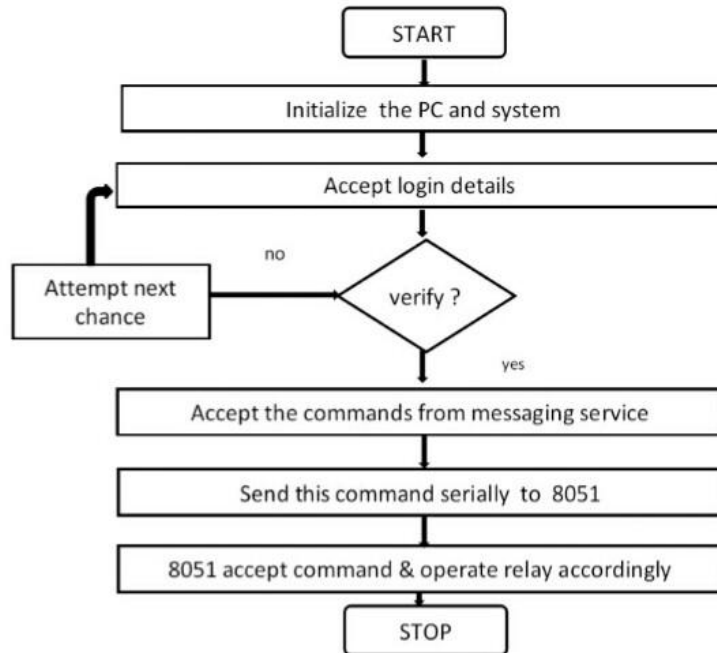 START
Initialize the PC and system
Accept login details
no
Attempt next
chance
verify ?
yes
Accept the commands from messaging service
Send this command serially to 8051
8051 accept command & operate relay accordingly
STOP